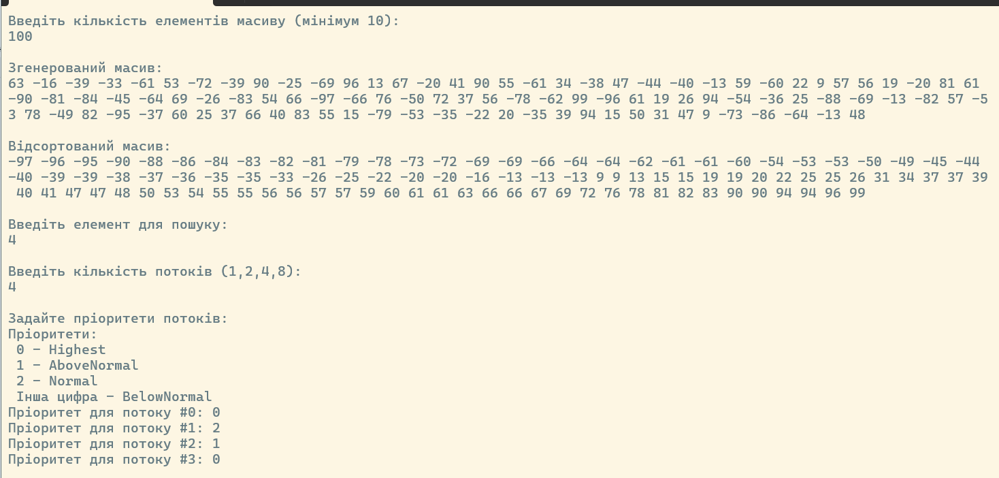 Введіть кількість елементів масиву (мінімум 10):
100
Згенерований масив:
63 -16 -39 -33 -61 53 -72 -39 90 -25 -69 96 13 67 -20 41 90 55 -61 34 -38 47 -44 -40 -13 59 -60 22 9 57 56 19 -20 81 61
-90 -81 -84 -45 -64 69 -26 -83 54 66 -97 -66 76 -50 72 37 56 -78 -62 99 -96 61 19 26 94 -54 -36 25 -88 -69 -13 -82 57 -5
3 78 -49 82 -95 -37 60 25 37 66 40 83 55 15 -79 -53 -35 -22 20 -35 39 94 15 50 31 47 9 -73 -86 -64 -13 48
Відсортований масив:
-97 -96 -95 -90 -88 -86 -84 -83 -82 -81 -79 -78 -73 -72 -69 -69 -66 -64 -64 -62 -61 -61 -60 -54 -53 -53 -50 -49 -45 -44
-40 -39 -39 -38 -37 -36 -35 -35 -33 -26 -25 -22 -20 -20 -16 -13 -13 -13 9 9 13 15 15 19 19 20 22 25 25 26 31 34 37 37 39
40 41 47 47 48 50 53 54 55 55 56 56 57 57 59 60 61 61 63 66 66 67 69 72 76 78 81 82 83 90 90 94 94 96 99
Введіть елемент для пошуку:
4
Введіть кількість потоків (1,2,4,8):
4
Задайте пріоритети потоків:
Пріоритети:
0 - Highest
1 - AboveNormal
2 - Normal
Інша цифра - BelowNormal
Пріоритет для потоку #0: 0
Пріоритет для потоку #1: 2
Пріоритет для потоку #2: 1
Пріоритет для потоку #3: 0